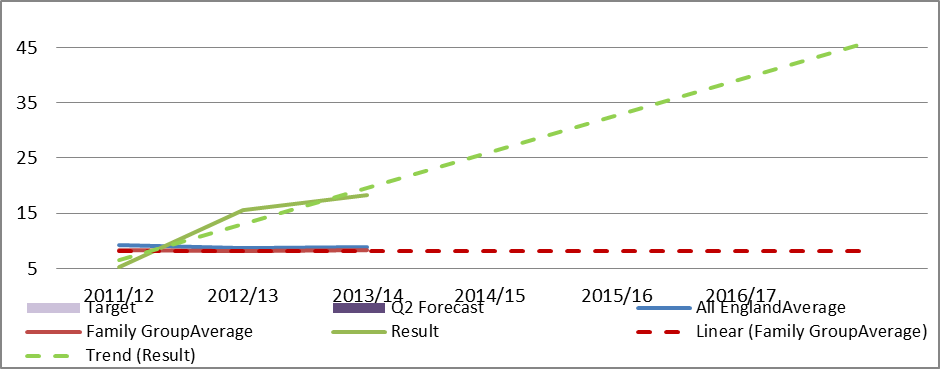 45
35
25
15
5
2011/12 2012/13 2013/14 2014/15 2015/16 2016/17
Target Q2 Forecast All EnglandAverage
Family GroupAverage Result Linear (Family GroupAverage)
Trend (Result)